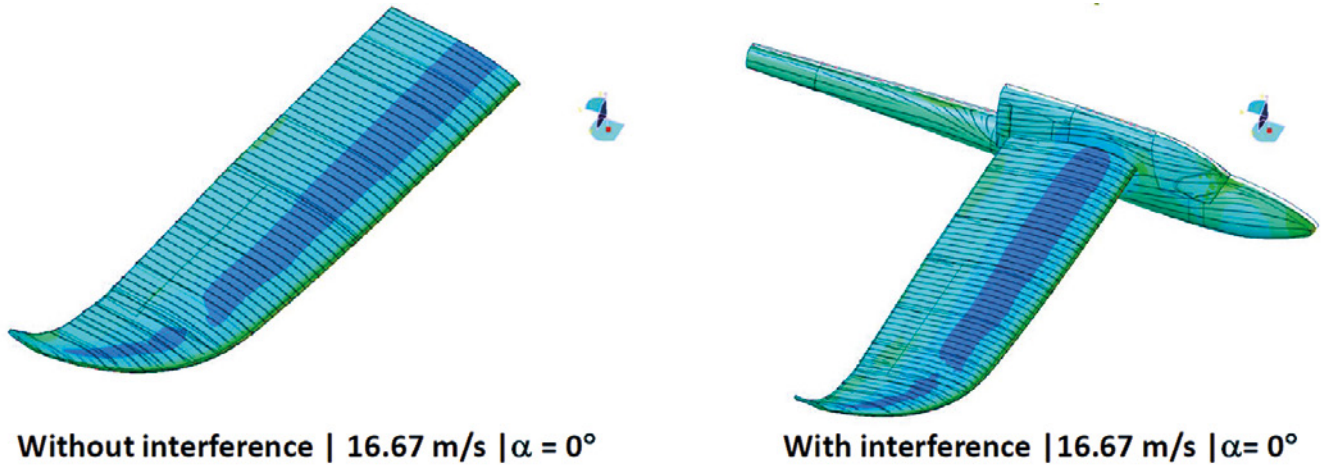 Without interference | 16.67 m/s |α = 0°
With interference |16.67 m/s |α= 0°